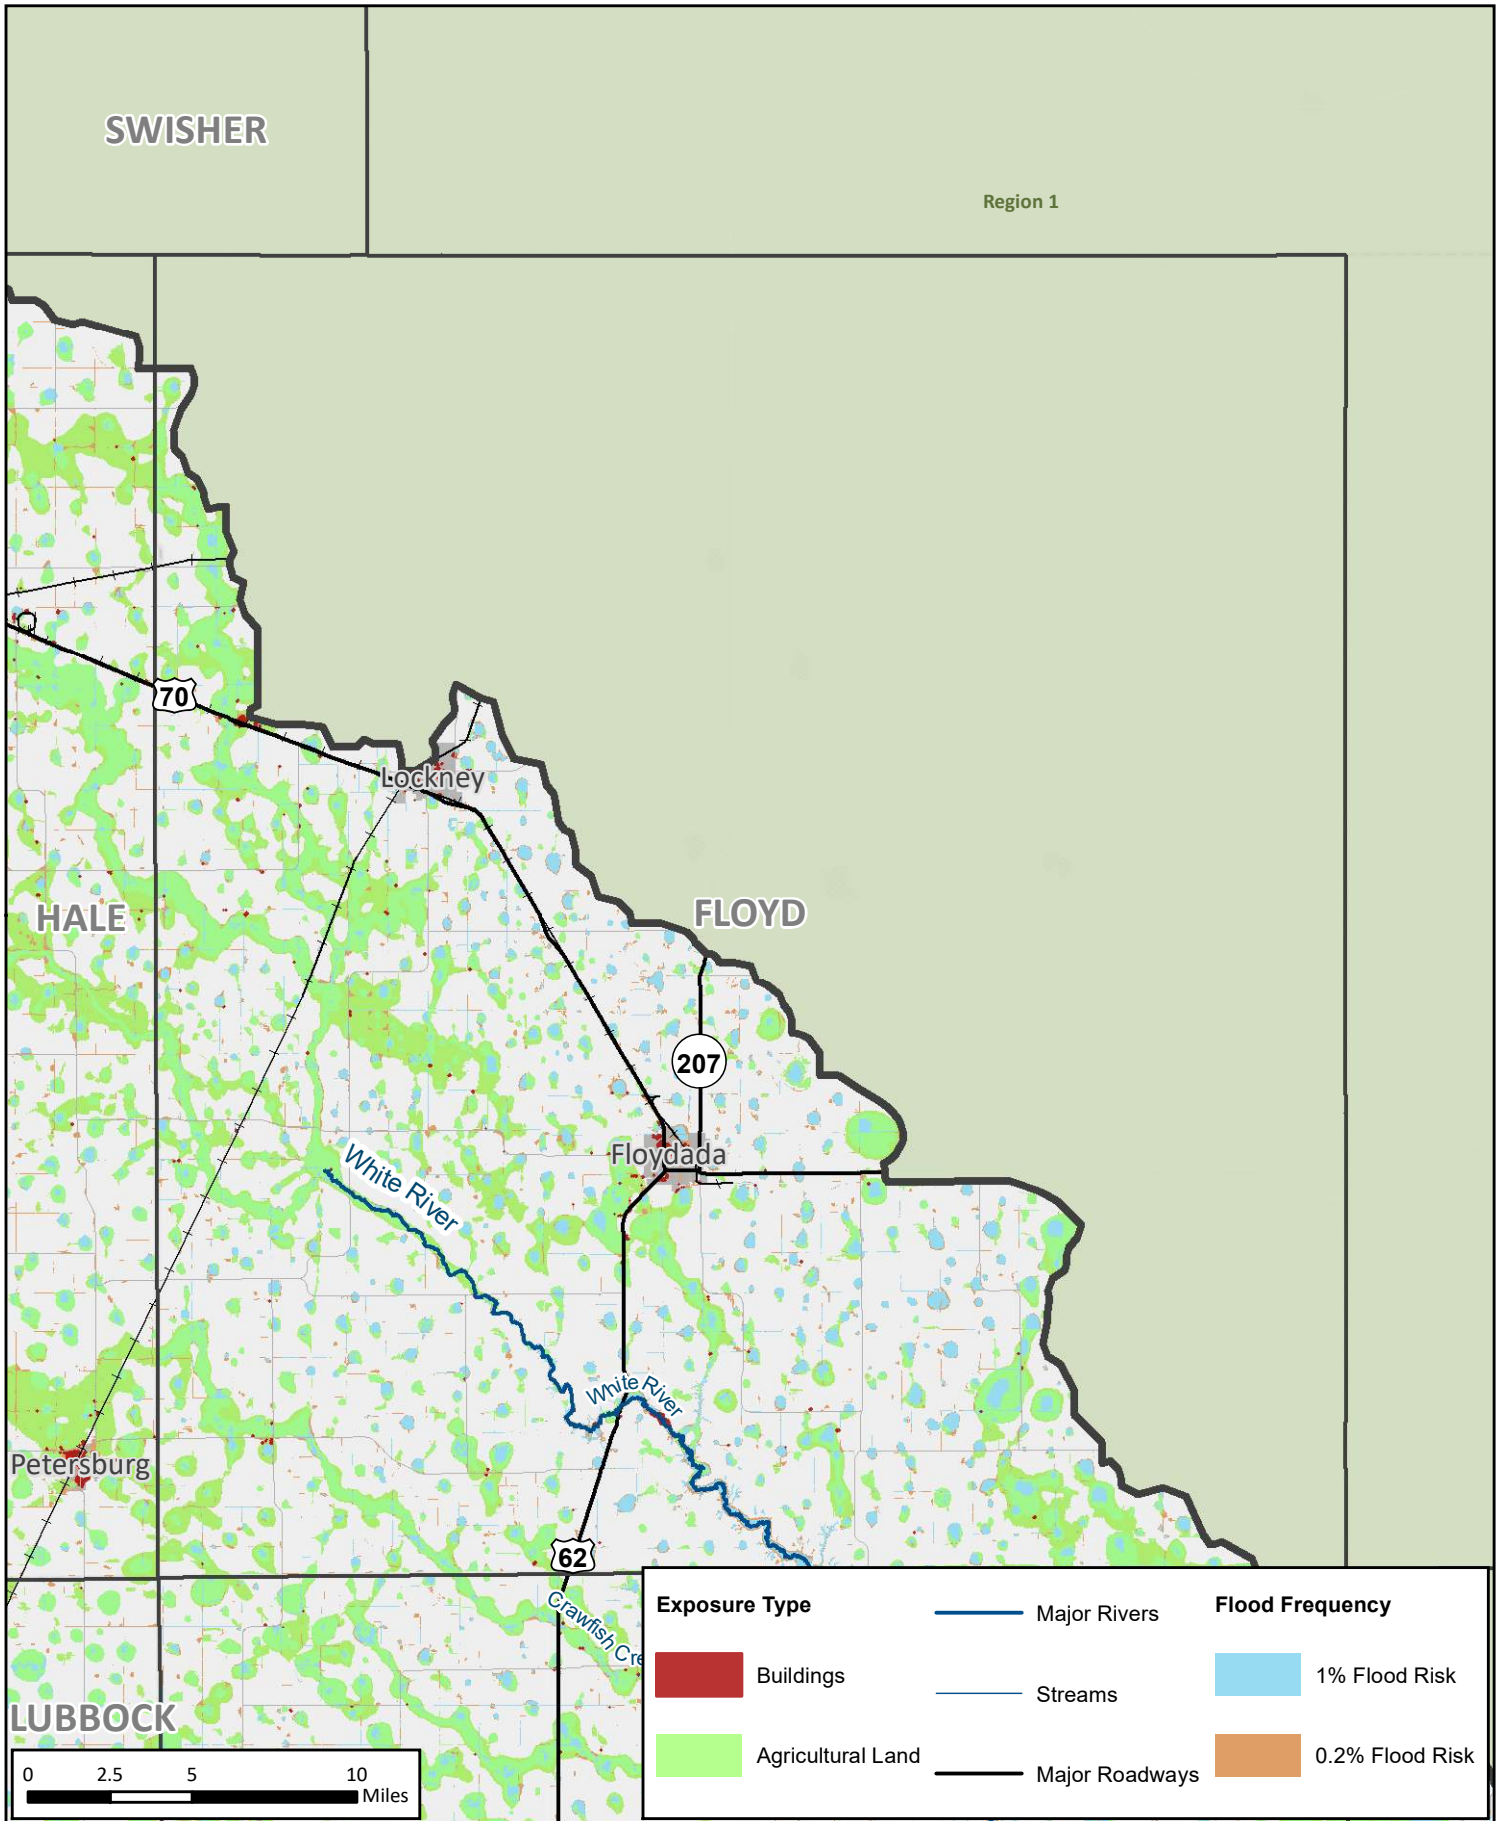 SWISHER
Region 1
70
Lockney
HALE
FLOYD
207
Floydada
White River
White River
Petersburg
62
Crawfish Cre
LUBBOCK
0 2.5 5 10
Miles
Exposure Type
Buildings
Agricultural Land
Major Rivers
Streams
Major Roadways
Flood Frequency
1% Flood Risk
0.2% Flood Risk